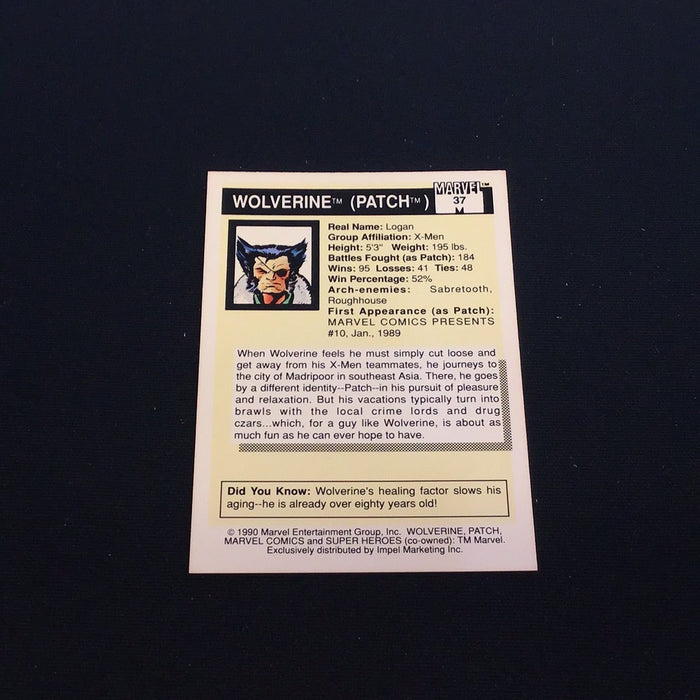 WOLVERINE™ (PATCH™)
MARVEL™
37
M
Real Name: Logan
Group Affiliation: X-Men
Height: 5'3" Weight: 195 lbs.
Battles Fought (as Patch): 184
Wins: 95 Losses: 41 Ties: 48
Win Percentage: 52%
Arch-enemies: Sabretooth,
Roughhouse
First Appearance (as Patch):
MARVEL COMICS PRESENTS
#10, Jan., 1989
When Wolverine feels he must simply cut loose and
get away from his X-Men teammates, he journeys to
the city of Madripoor in southeast Asia. There, he goes
by a different identity--Patch--in his pursuit of pleasure
and relaxation. But his vacations typically turn into
brawls with the local crime lords and drug
czars...which, for a guy like Wolverine, is about as
much fun as he can ever hope to have.
Did You Know: Wolverine's healing factor slows his
aging--he is already over eighty years old!
© 1990 Marvel Entertainment Group, Inc. WOLVERINE, PATCH,
MARVEL COMICS and SUPER HEROES (co-owned): TM Marvel.
Exclusively distributed by Impel Marketing Inc.